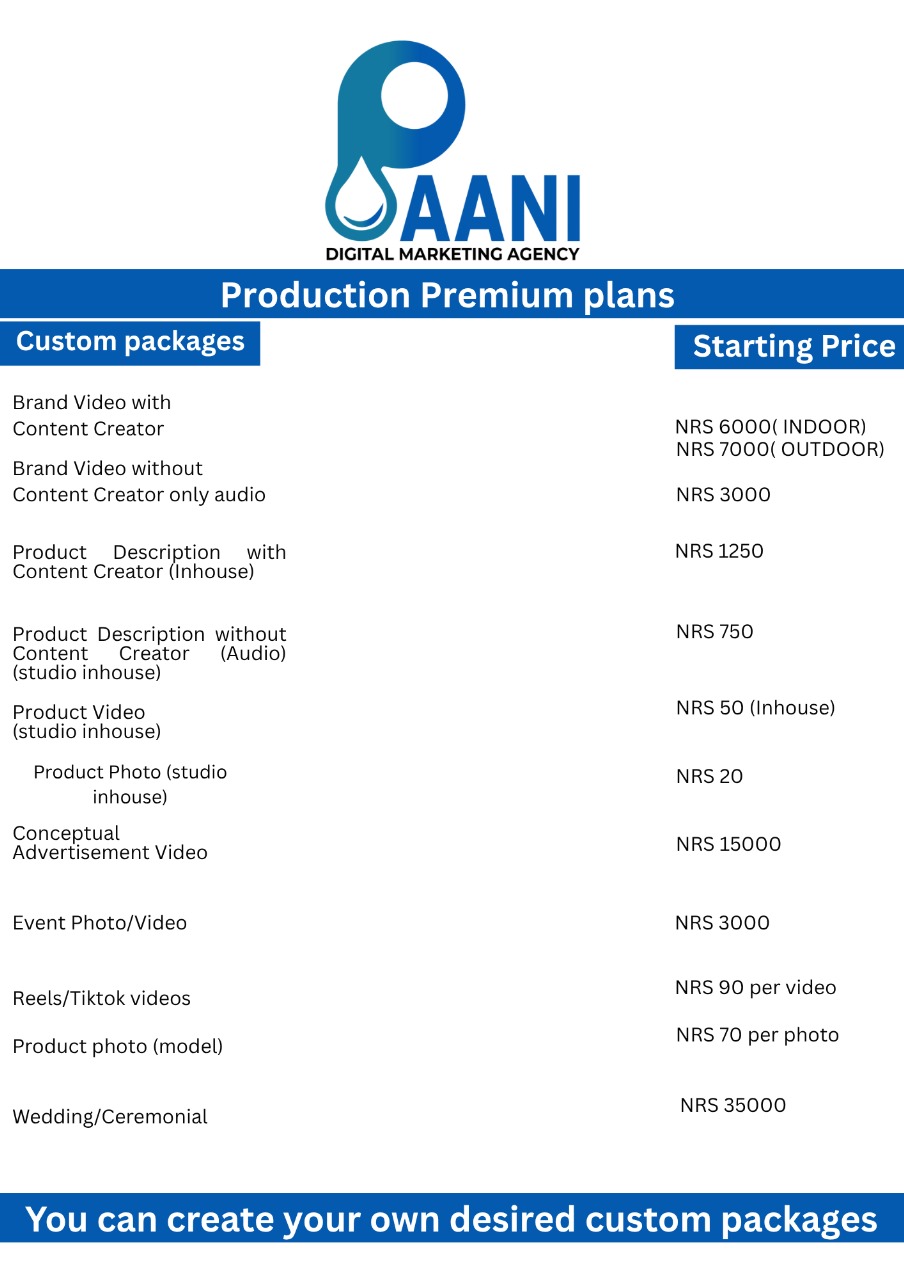 PAANI
DIGITAL MARKETING AGENCY
Production Premium plans
Custom packages
Starting Price
Brand Video with
Content Creator
NRS 6000( INDOOR)
NRS 7000( OUTDOOR)
Brand Video without
Content Creator only audio
NRS 3000
Product Description with
Content Creator (Inhouse)
NRS 1250
Product Description without
Content Creator (Audio)
(studio inhouse)
NRS 750
Product Video
(studio inhouse)
NRS 50 (Inhouse)
Product Photo (studio
inhouse)
NRS 20
Conceptual
Advertisement Video
NRS 15000
Event Photo/Video
NRS 3000
Reels/Tiktok videos
NRS 90 per video
Product photo (model)
NRS 70 per photo
Wedding/Ceremonial
NRS 35000
You can create your own desired custom packages